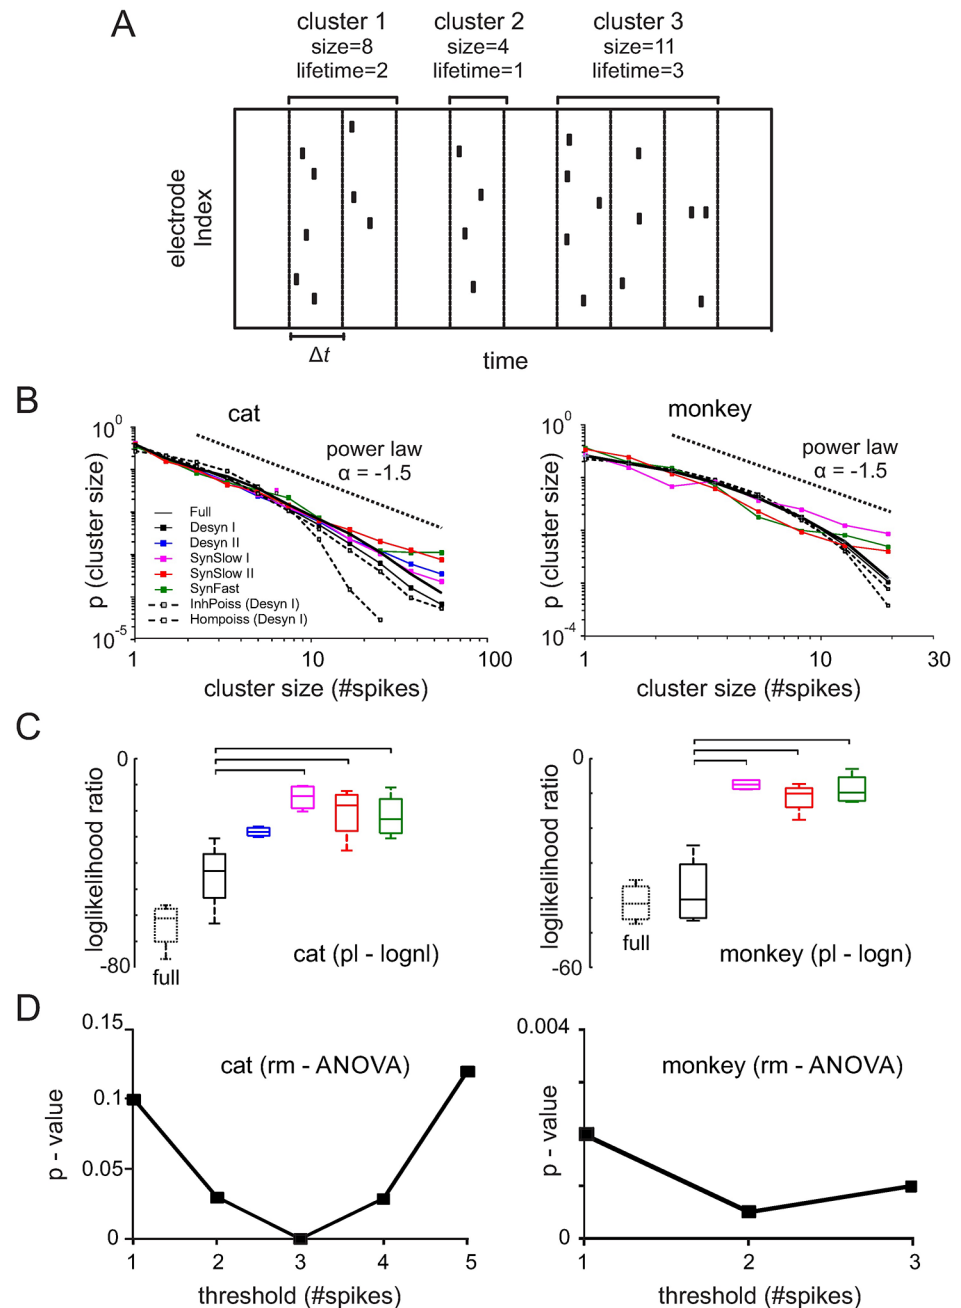 A
cluster 1
size=8
lifetime=2
cluster 2
size=4
lifetime=1
cluster 3
size=11
lifetime=3
electrode
Index
Δt
time
B
cat
power law
α = -1.5
p (cluster size)
10^0
10^-5
Full
Desyn I
Desyn II
SynSlow I
SynSlow II
SynFast
InhPoiss (Desyn I)
Hompoiss (Desyn I)
1
10
100
cluster size (#spikes)
monkey
power law
α = -1.5
p (cluster size)
10^0
10^-4
1
10
30
cluster size (#spikes)
C
loglikelihood ratio
0
-80
full
cat (pl - lognl)
loglikelihood ratio
0
-60
full
monkey (pl - logn)
D
p - value
0.15
0.1
0.05
0
cat (rm - ANOVA)
1
2
3
4
5
threshold (#spikes)
p - value
0.004
0
monkey (rm - ANOVA)
1
2
3
threshold (#spikes)